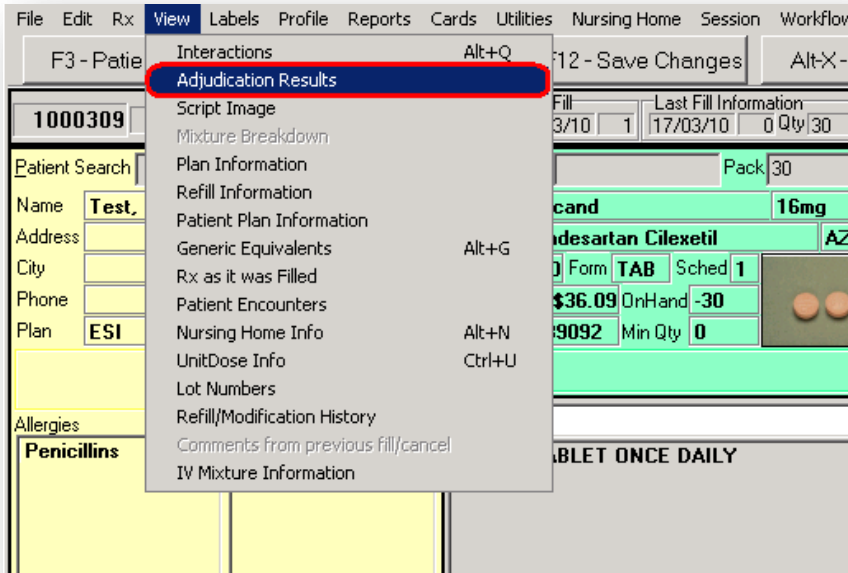 File Edit Rx View Labels Profile Reports Cards Utilities Nursing Home Session Workflow
F3 - Patie F12 - Save Changes Alt-X -
Interactions Alt+Q
Adjudication Results
Script Image
Mixture Breakdown
Plan Information
Refill Information
Patient Plan Information
Generic Equivalents Alt+G
Rx as it was Filled
Patient Encounters
Nursing Home Info Alt+N
UnitDose Info Ctrl+U
Lot Numbers
Refill/Modification History
Comments from previous fill/cancel
IV Mixture Information
1000309 Fill Last Fill Information
3/10 1 17/03/10 0 Qty 30
Patient Search Pack 30
Name Test, cand 16mg
Address desartan Cilexetil AZ
City Form TAB Sched 1
Phone $36.09 OnHand -30
Plan ESI 9092 Min Qty 0
Allergies
Penicillins ABLET ONCE DAILY